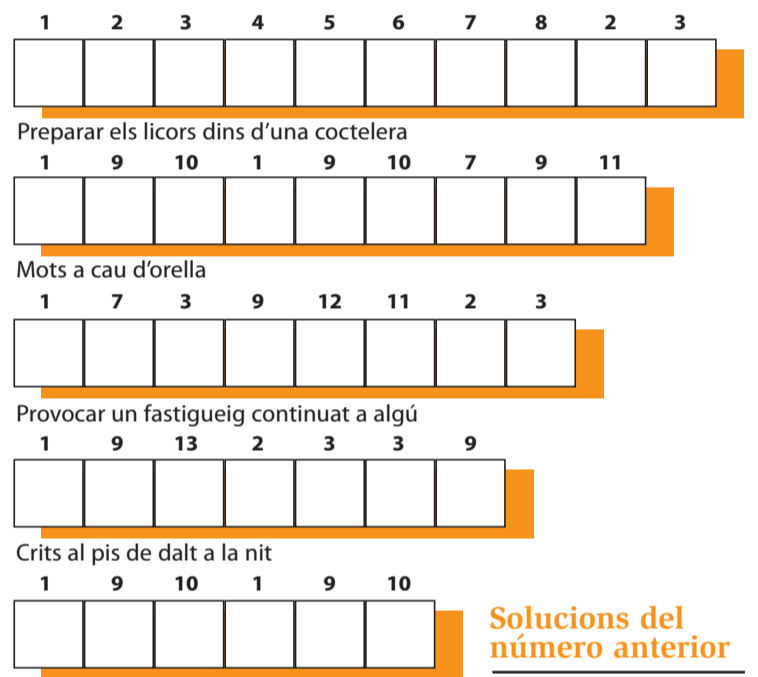 1 2 3 4 5 6 7 8 2 3
Preparar els licors dins d’una coctelera
1 9 10 1 9 10 7 9 11
Mots a cau d’orella
1 7 3 9 12 11 2 3
Provocar un fastigueig continuat a algú
1 9 13 2 3 3 9
Crits al pis de dalt a la nit
1 9 10 1 9 10
Solucions del
número anterior